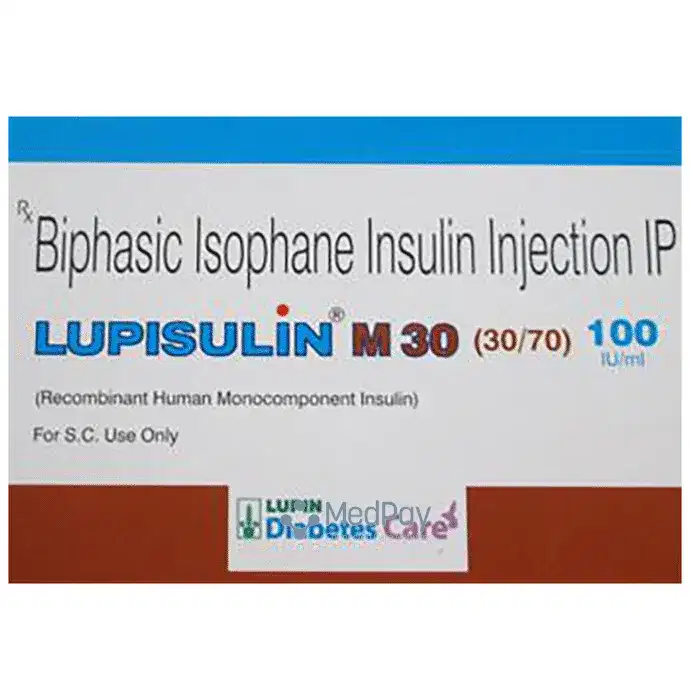 Rx Biphasic Isophane Insulin Injection IP
LUPISULIN® M 30 (30/70) 100 IU/ml
(Recombinant Human Monocomponent Insulin)
For S.C. Use Only
LUPIN
MedPay
Diabetes Care